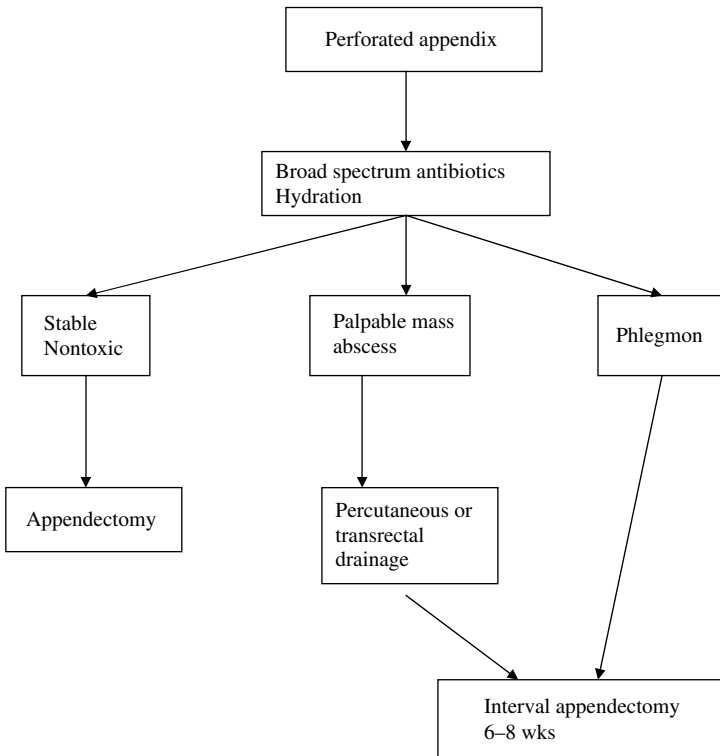 Perforated appendix
Broad spectrum antibiotics
Hydration
Stable
Nontoxic
Palpable mass
abscess
Phlegmon
Appendectomy
Percutaneous or
transrectal
drainage
Interval appendectomy
6–8 wks